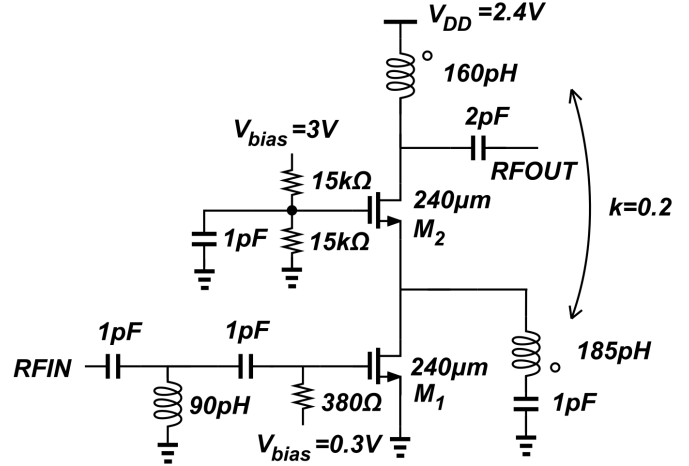 V_DD=2.4V
160pH
2pF
RFOUT
V_bias=3V
15kΩ
240µm
M_2
k=0.2
1pF
15kΩ
1pF
1pF
RFIN
90pH
380Ω
V_bias=0.3V
240µm
M_1
185pH
1pF